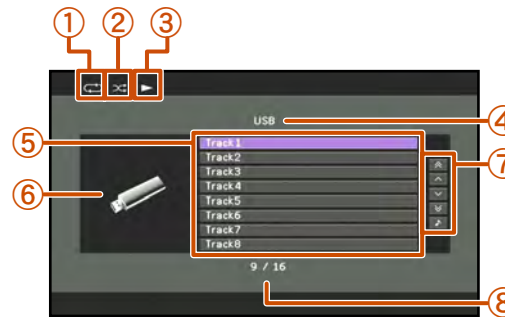 ① ② ③
USB ④
⑤ Track1
Track2
Track3 ⑦
Track4
⑥ Track5
Track6
Track7
Track8
9 / 16
⑧